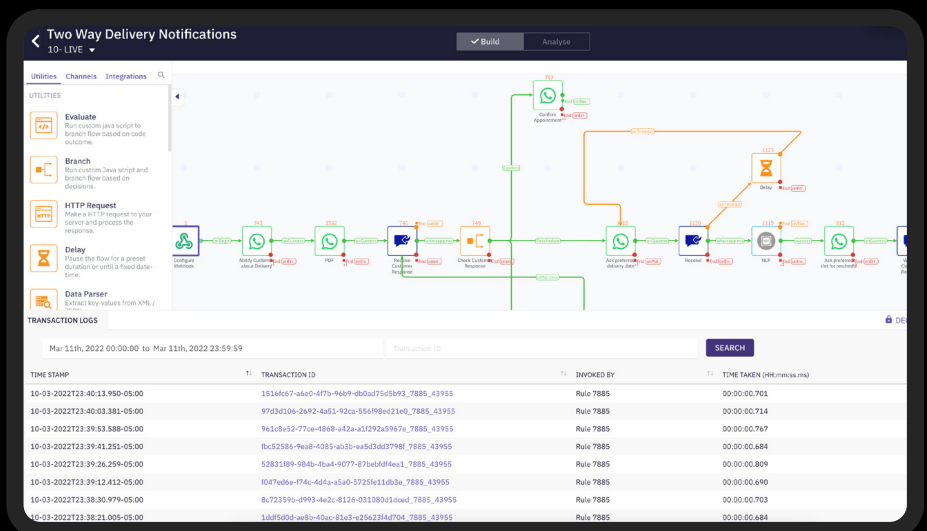 Two Way Delivery Notifications
10- LIVE
Build
Analyse
Utilities Channels Integrations
UTILITIES
Evaluate
Run custom java script to
branch flow based on code
outcome.
Branch
Run custom Java script and
branch flow based on
decisions.
HTTP Request
Make a HTTP request to your
server and process the
response.
Delay
Pause the flow for a preset
duration or until a fixed date-
time.
Data Parser
Extract key-values from XML /
Confirm
Appointment
Delay
Configure
Webhook
Notify Customer
about Delivery
PDF
Receive
Customer
Response
Check Customer
Response
Ask preferred
delivery date
Receive
NLP
Ask preferred
slot for reschedule
TRANSACTION LOGS
Mar 11th, 2022 00:00:00 to Mar 11th, 2022 23:59:59
Transaction ID
SEARCH
TIME STAMP TRANSACTION ID INVOKED BY TIME TAKEN (HH:mm:ss.ms)
10-03-2022T23:40:13.950-05:00 1516fc67-a6e0-4f7b-96b9-db0ad75d5b93_7885_43955 Rule 7885 00:00:00.701
10-03-2022T23:40:03.381-05:00 97d3d106-2692-4a51-92ca-556f98ed21e0_7885_43955 Rule 7885 00:00:00.714
10-03-2022T23:39:53.588-05:00 961c8e52-77ce-4868-a42a-a1f292a5967e_7885_43955 Rule 7885 00:00:00.767
10-03-2022T23:39:41.251-05:00 fbc52586-9ea8-4085-ab3b-ea5d3dd3798f_7885_43955 Rule 7885 00:00:00.684
10-03-2022T23:39:26.259-05:00 52831f89-984b-4ba4-9077-87bebfdf4ea1_7885_43955 Rule 7885 00:00:00.809
10-03-2022T23:39:12.412-05:00 f047ed6e-f74c-4d4a-a5a0-5725fe11db3e_7885_43955 Rule 7885 00:00:00.690
10-03-2022T23:38:30.979-05:00 8c72359b-d993-4e2c-8126-031080d1dced_7885_43955 Rule 7885 00:00:00.703
10-03-2022T23:38:21.005-05:00 1ddf5d0d-ae8b-40ac-81e3-e25623f4d704_7885_43955 Rule 7885 00:00:00.684